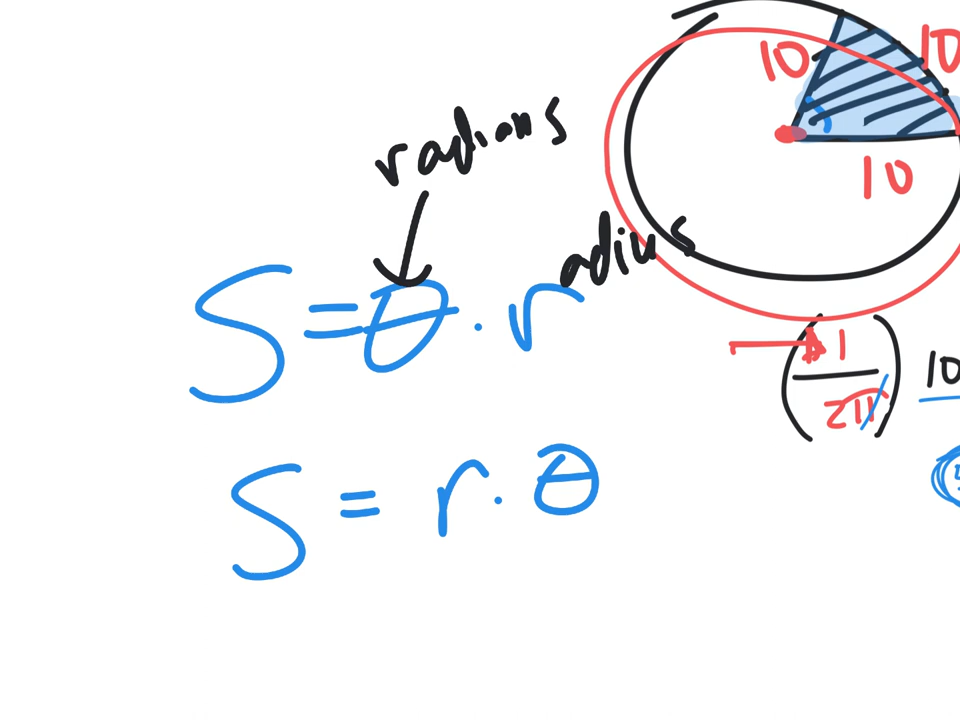 10 10
radians
10
radius
S = θ · r
(1/2π) 10
S = r · θ